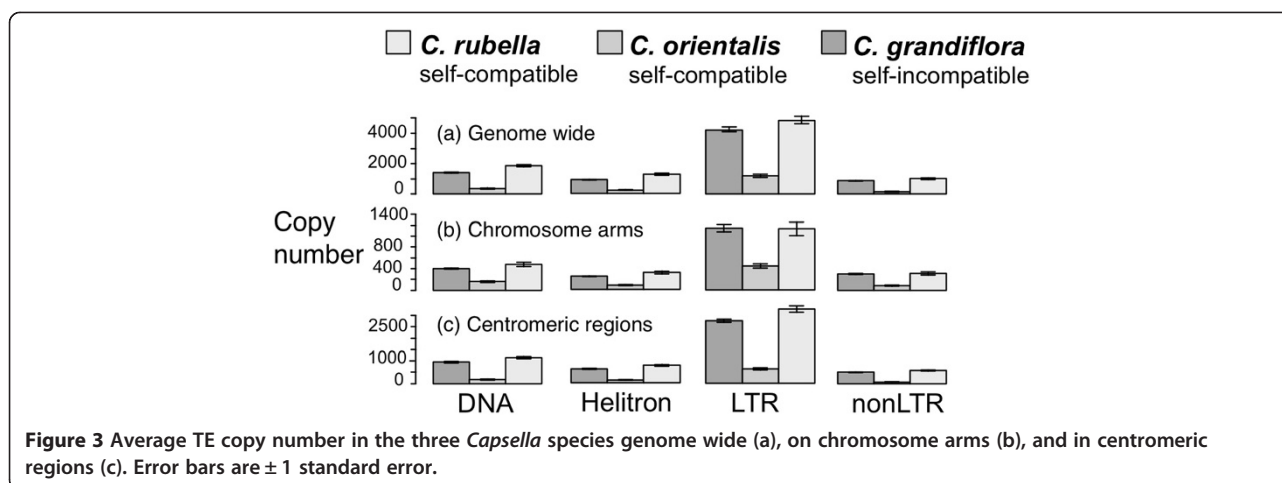 C. rubella C. orientalis C. grandiflora
self-compatible self-compatible self-incompatible
(a) Genome wide
4000
2000
0
Copy number
(b) Chromosome arms
1400
800
400
0
(c) Centromeric regions
2500
1000
0
DNA Helitron LTR nonLTR
Figure 3 Average TE copy number in the three Capsella species genome wide (a), on chromosome arms (b), and in centromeric
regions (c). Error bars are ± 1 standard error.